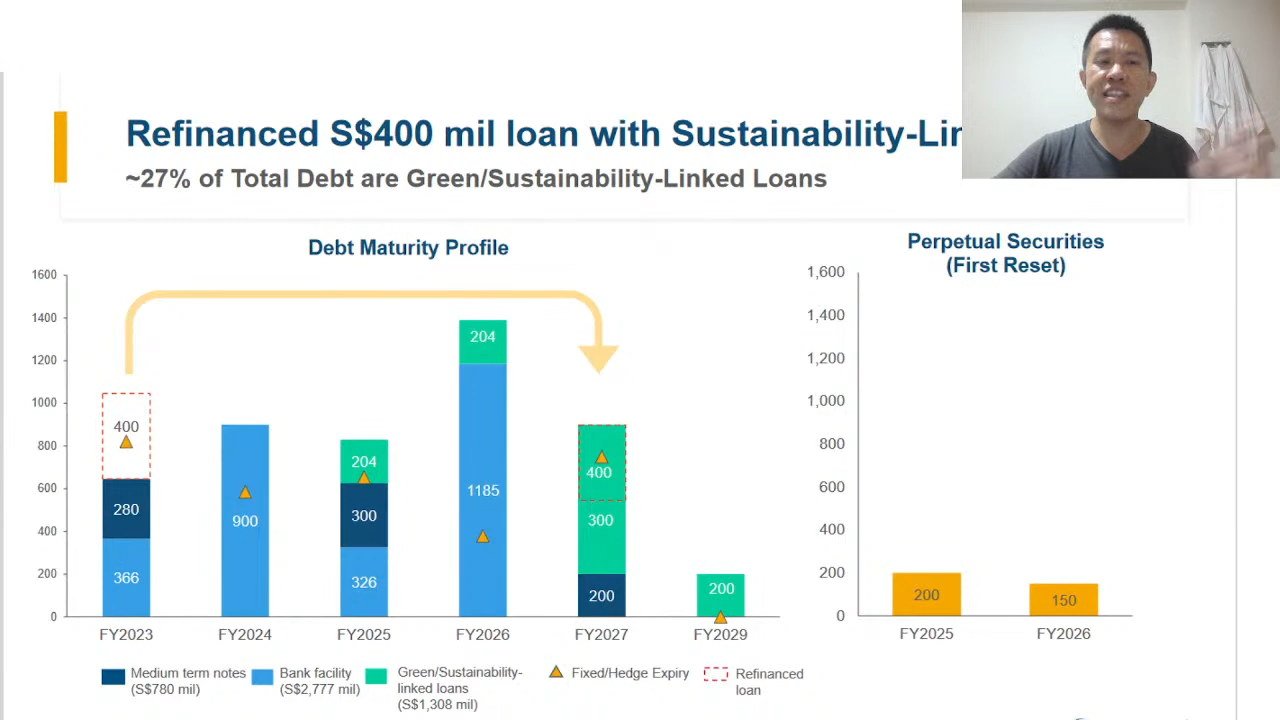 Refinanced S$400 mil loan with Sustainability-Lin
~27% of Total Debt are Green/Sustainability-Linked Loans
Debt Maturity Profile
1600
1400
1200
1000
800
600
400
200
0
400
280
366
900
204
300
326
204
1185
400
300
200
200
FY2023
FY2024
FY2025
FY2026
FY2027
FY2029
Medium term notes
(S$780 mil)
Bank facility
(S$2,777 mil)
Green/Sustainability-
linked loans
(S$1,308 mil)
Fixed/Hedge Expiry
Refinanced
loan
Perpetual Securities
(First Reset)
1,600
1,400
1,200
1,000
800
600
400
200
0
200
150
FY2025
FY2026